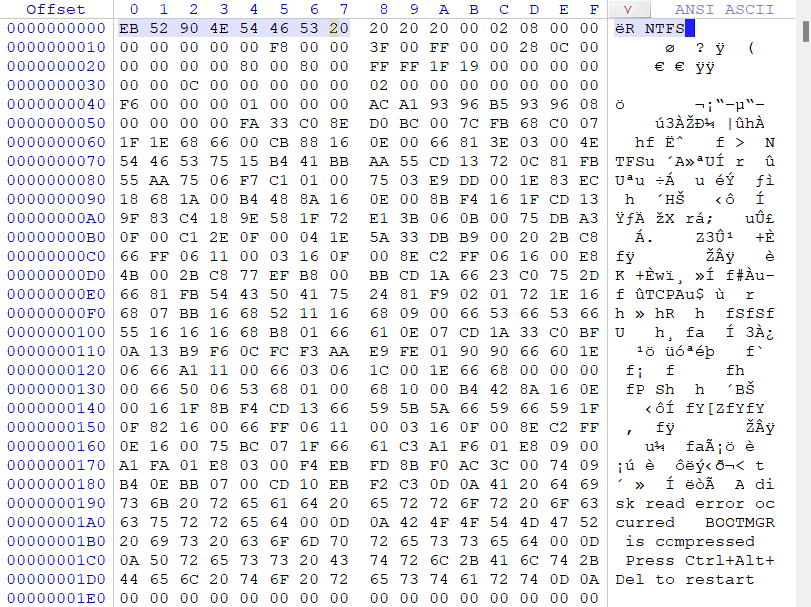 Offset 0 1 2 3 4 5 6 7 8 9 A B C D E F ANSI ASCII
0000000000 EB 52 90 4E 54 46 53 20 20 20 20 00 02 08 00 00 ëR NTFS
0000000010 00 00 00 00 00 F8 00 00 3F 00 FF 00 00 28 0C 00 ø ? ÿ (
0000000020 00 00 00 00 80 00 80 00 FF FF 1F 19 00 00 00 00 € € ÿÿ
0000000030 00 00 0C 00 00 00 00 00 02 00 00 00 00 00 00 00
0000000040 F6 00 00 00 01 00 00 00 AC A1 93 96 B5 93 96 08 ö ¬¡“–µ“–
0000000050 00 00 00 00 FA 33 C0 8E D0 BC 00 7C FB 68 C0 07 ú3ÀŽÐ¼ |ûhÀ
0000000060 1F 1E 68 66 00 CB 88 16 0E 00 66 81 3E 03 00 4E hf Ëˆ f > N
0000000070 54 46 53 75 15 B4 41 BB AA 55 CD 13 72 0C 81 FB TFSu ´A»ªUÍ r û
0000000080 55 AA 75 06 F7 C1 01 00 75 03 E9 DD 00 1E 83 EC Uªu ÷Á u éÝ ƒì
0000000090 18 68 1A 00 B4 48 8A 16 0E 00 8B F4 16 1F CD 13 h ´HŠ ‹ô Í
00000000A0 9F 83 C4 18 9E 58 1F 72 E1 3B 06 0B 00 75 DB A3 ŸƒÄ žX rá; uÛ£
00000000B0 0F 00 C1 2E 0F 00 04 1E 5A 33 DB B9 00 20 2B C8 Á. Z3Û¹ +È
00000000C0 66 FF 06 11 00 03 16 0F 00 8E C2 FF 06 16 00 E8 fÿ ŽÂÿ è
00000000D0 4B 00 2B C8 77 EF B8 00 BB CD 1A 66 23 C0 75 2D K +Èwï¸ »Í f#Àu-
00000000E0 66 81 FB 54 43 50 41 75 24 81 F9 02 01 72 1E 16 f ûTCPAu$ ù r
00000000F0 68 07 BB 16 68 52 11 16 68 09 00 66 53 66 53 66 h » hR h fSfSf
0000000100 55 16 16 16 68 B8 01 66 61 0E 07 CD 1A 33 C0 BF U h¸ fa Í 3À¿
0000000110 0A 13 B9 F6 0C FC F3 AA E9 FE 01 90 90 66 60 1E ¹ö üóªéþ f`
0000000120 06 66 A1 11 00 66 03 06 1C 00 1E 66 68 00 00 00 f¡ f fh
0000000130 00 66 50 06 53 68 01 00 68 10 00 B4 42 8A 16 0E fP Sh h ´BŠ
0000000140 00 16 1F 8B F4 CD 13 66 59 5B 5A 66 59 66 59 1F ‹ôÍ fY[ZfYfY
0000000150 0F 82 16 00 66 FF 06 11 00 03 16 0F 00 8E C2 FF ‚ fÿ ŽÂÿ
0000000160 0E 16 00 75 BC 07 1F 66 61 C3 A1 F6 01 E8 09 00 u¼ faÃ¡ö è
0000000170 A1 FA 01 E8 03 00 F4 EB FD 8B F0 AC 3C 00 74 09 ¡ú è ôëý‹ð¬< t
0000000180 B4 0E BB 07 00 CD 10 EB F2 C3 0D 0A 41 20 64 69 ´ » Í ëòÃ A di
0000000190 73 6B 20 72 65 61 64 20 65 72 72 6F 72 20 6F 63 sk read error oc
00000001A0 63 75 72 72 65 64 00 0D 0A 42 4F 4F 54 4D 47 52 curred BOOTMGR
00000001B0 20 69 73 20 63 6F 6D 70 72 65 73 73 65 64 00 0D is compressed
00000001C0 0A 50 72 65 73 73 20 43 74 72 6C 2B 41 6C 74 2B Press Ctrl+Alt+
00000001D0 44 65 6C 20 74 6F 20 72 65 73 74 61 72 74 0D 0A Del to restart
00000001E0 00 00 00 00 00 00 00 00 00 00 00 00 00 00 00 00